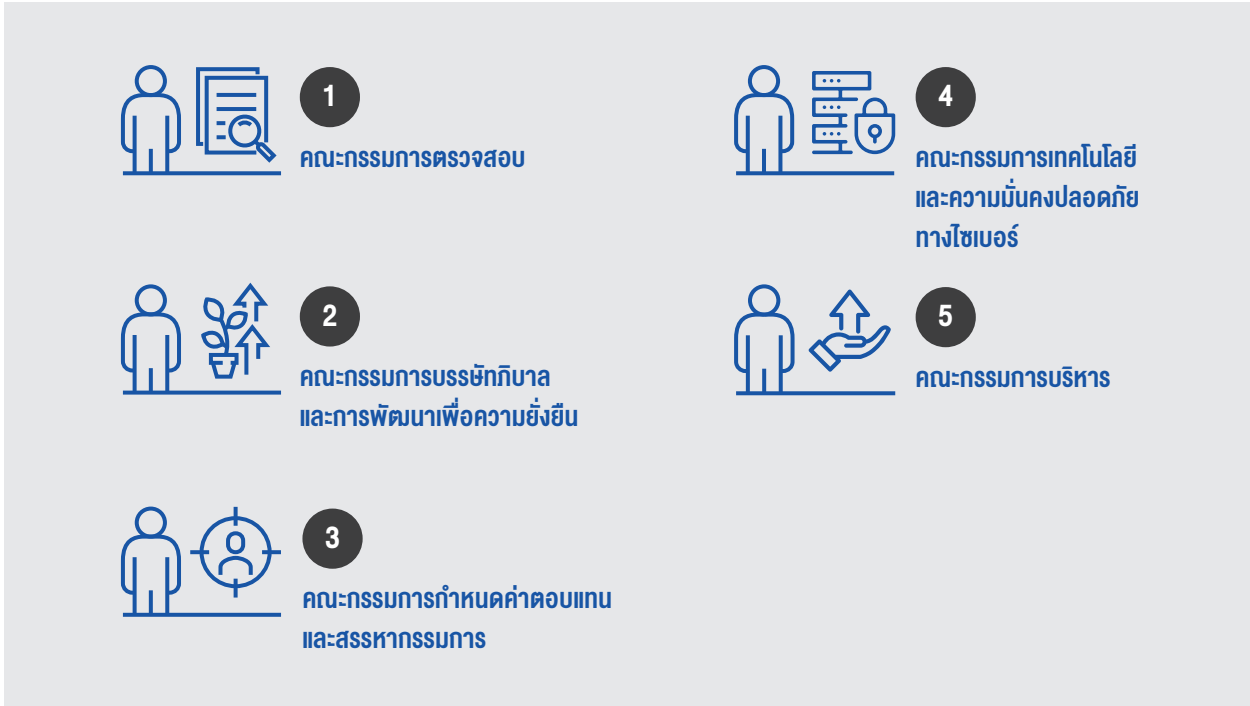 1
คณะกรรมการตรวจสอบ
2
คณะกรรมการบรรษัทภิบาล
และการพัฒนาเพื่อความยั่งยืน
3
คณะกรรมการกำหนดค่าตอบแทน
และสรรหากรรมการ
4
คณะกรรมการเทคโนโลยี
และความมั่นคงปลอดภัย
ทางไซเบอร์
5
คณะกรรมการบริหาร